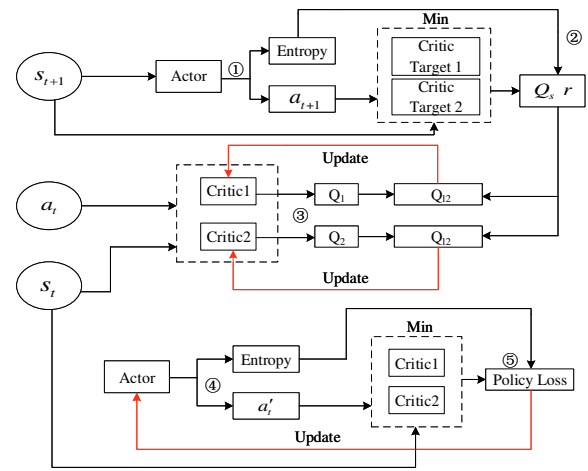 Min
②
Entropy
Critic
Target 1
s_{t+1}
Actor
①
Critic
Target 2
Q_s r
a_{t+1}
Update
a_t
Critic1
Q_1
Q_{12}
③
Critic2
Q_2
Q_{12}
s_t
Update
Min
Entropy
Critic1
⑤
Actor
④
Policy Loss
a'_t
Critic2
Update